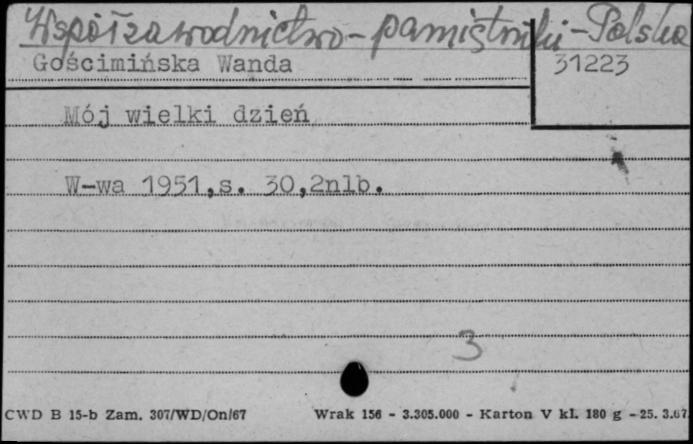 Współzawodnictwo - pamiętniki - Polska
Gościmińska Wanda
31223
Mój wielki dzień
W-wa 1951,s. 30,2nlb.
3
CWD B 15-b Zam. 307/WD/On/67 Wrak 156 - 3.305.000 - Karton V kl. 180 g - 25. 3.67